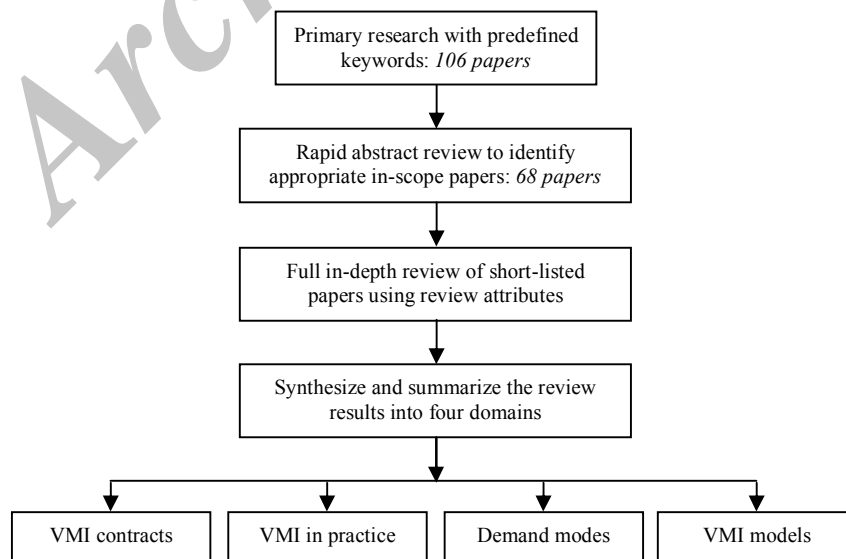 Primary research with predefined
keywords: 106 papers
Rapid abstract review to identify
appropriate in-scope papers: 68 papers
Full in-depth review of short-listed
papers using review attributes
Synthesize and summarize the review
results into four domains
VMI contracts
VMI in practice
Demand modes
VMI models
Arc